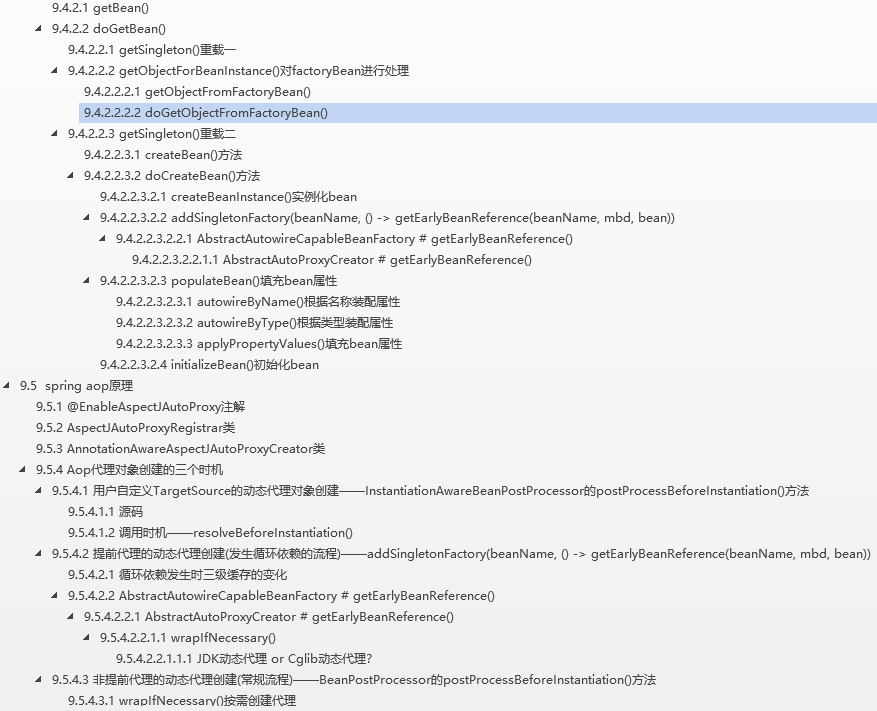 9.4.2.1 getBean()
9.4.2.2 doGetBean()
9.4.2.2.1 getSingleton()重载一
9.4.2.2.2 getObjectForBeanInstance()对factoryBean进行处理
9.4.2.2.2.1 getObjectFromFactoryBean()
9.4.2.2.2.2 doGetObjectFromFactoryBean()
9.4.2.2.3 getSingleton()重载二
9.4.2.2.3.1 createBean()方法
9.4.2.2.3.2 doCreateBean()方法
9.4.2.2.3.2.1 createBeanInstance()实例化bean
9.4.2.2.3.2.2 addSingletonFactory(beanName, () -> getEarlyBeanReference(beanName, mbd, bean))
9.4.2.2.3.2.2.1 AbstractAutowireCapableBeanFactory # getEarlyBeanReference()
9.4.2.2.3.2.2.1.1 AbstractAutoProxyCreator # getEarlyBeanReference()
9.4.2.2.3.2.3 populateBean()填充bean属性
9.4.2.2.3.2.3.1 autowireByName()根据名称装配属性
9.4.2.2.3.2.3.2 autowireByType()根据类型装配属性
9.4.2.2.3.2.3.3 applyPropertyValues()填充bean属性
9.4.2.2.3.2.4 initializeBean()初始化bean
9.5 spring aop原理
9.5.1 @EnableAspectJAutoProxy注解
9.5.2 AspectJAutoProxyRegistrar类
9.5.3 AnnotationAwareAspectJAutoProxyCreator类
9.5.4 Aop代理对象创建的三个时机
9.5.4.1 用户自定义TargetSource的动态代理对象创建——InstantiationAwareBeanPostProcessor的postProcessBeforeInstantiation()方法
9.5.4.1.1 源码
9.5.4.1.2 调用时机——resolveBeforeInstantiation()
9.5.4.2 提前代理的动态代理创建(发生循环依赖的流程)——addSingletonFactory(beanName, () -> getEarlyBeanReference(beanName, mbd, bean))
9.5.4.2.1 循环依赖发生时三级缓存的变化
9.5.4.2.2 AbstractAutowireCapableBeanFactory # getEarlyBeanReference()
9.5.4.2.2.1 AbstractAutoProxyCreator # getEarlyBeanReference()
9.5.4.2.2.1.1 wrapIfNecessary()
9.5.4.2.2.1.1.1 JDK动态代理 or Cglib动态代理?
9.5.4.3 非提前代理的动态代理创建(常规流程)——BeanPostProcessor的postProcessBeforeInstantiation()方法
9.5.4.3.1 wrapIfNecessary()按需创建代理